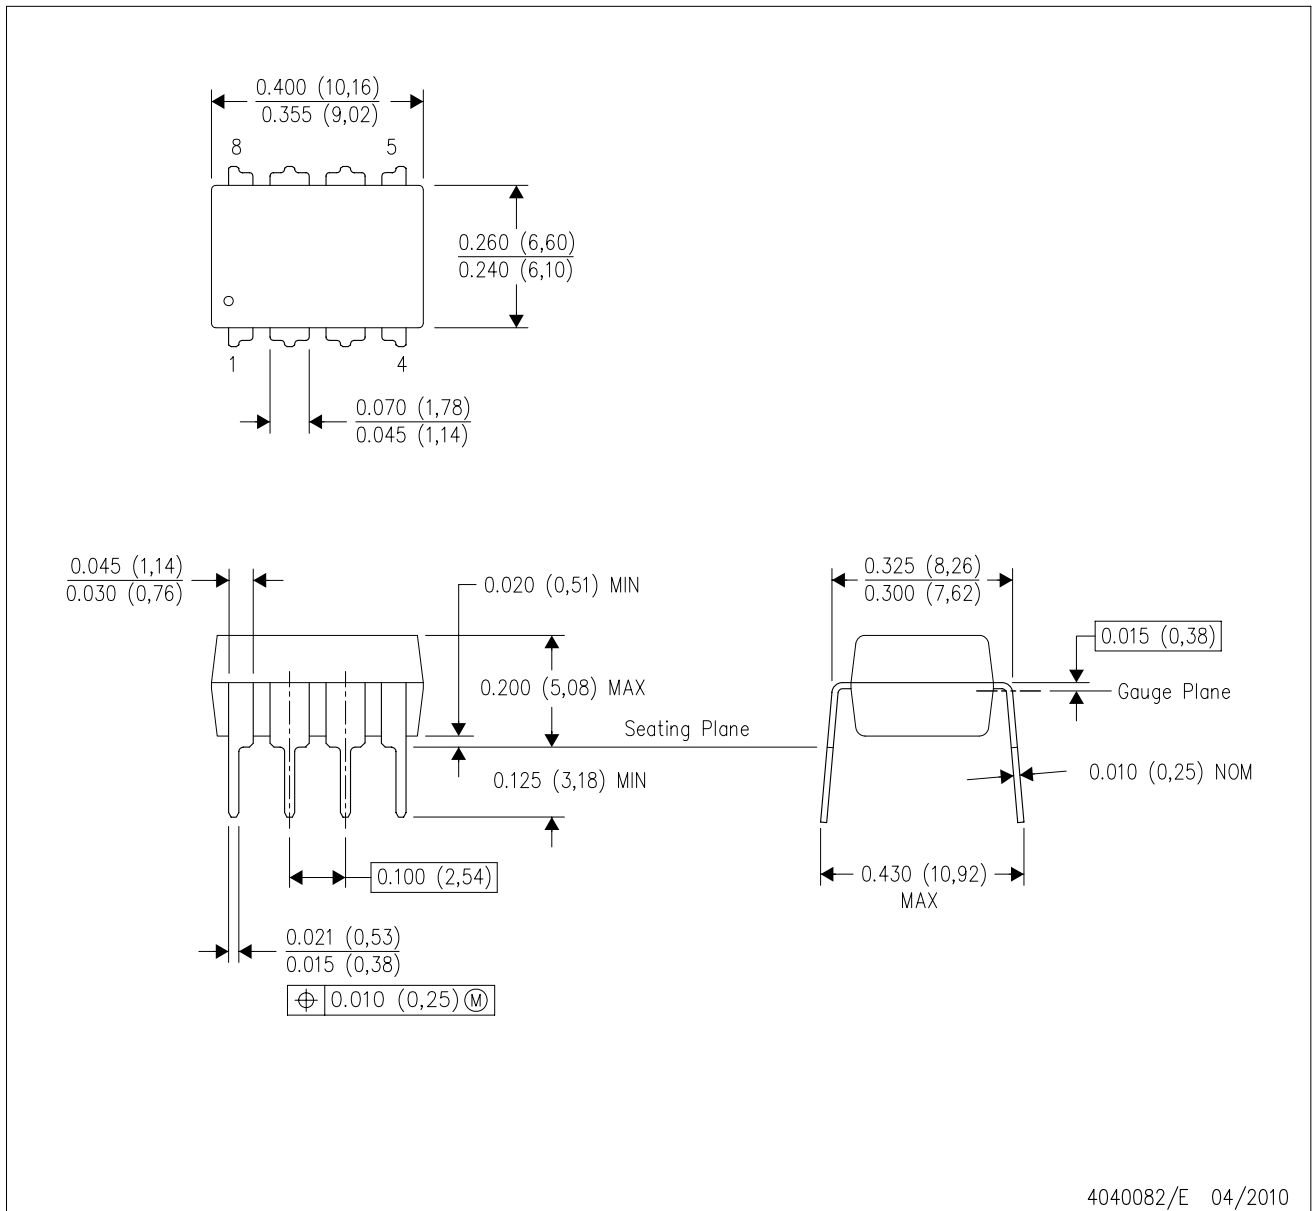 0.400 (10,16)
0.355 (9,02)
8
5
0.260 (6,60)
0.240 (6,10)
1
4
0.070 (1,78)
0.045 (1,14)
0.045 (1,14)
0.030 (0,76)
0.020 (0,51) MIN
0.200 (5,08) MAX
Seating Plane
0.125 (3,18) MIN
0.100 (2,54)
0.021 (0,53)
0.015 (0,38)
⌖ 0.010 (0,25) Ⓜ
0.325 (8,26)
0.300 (7,62)
0.015 (0,38)
Gauge Plane
0.010 (0,25) NOM
0.430 (10,92)
MAX
4040082/E 04/2010